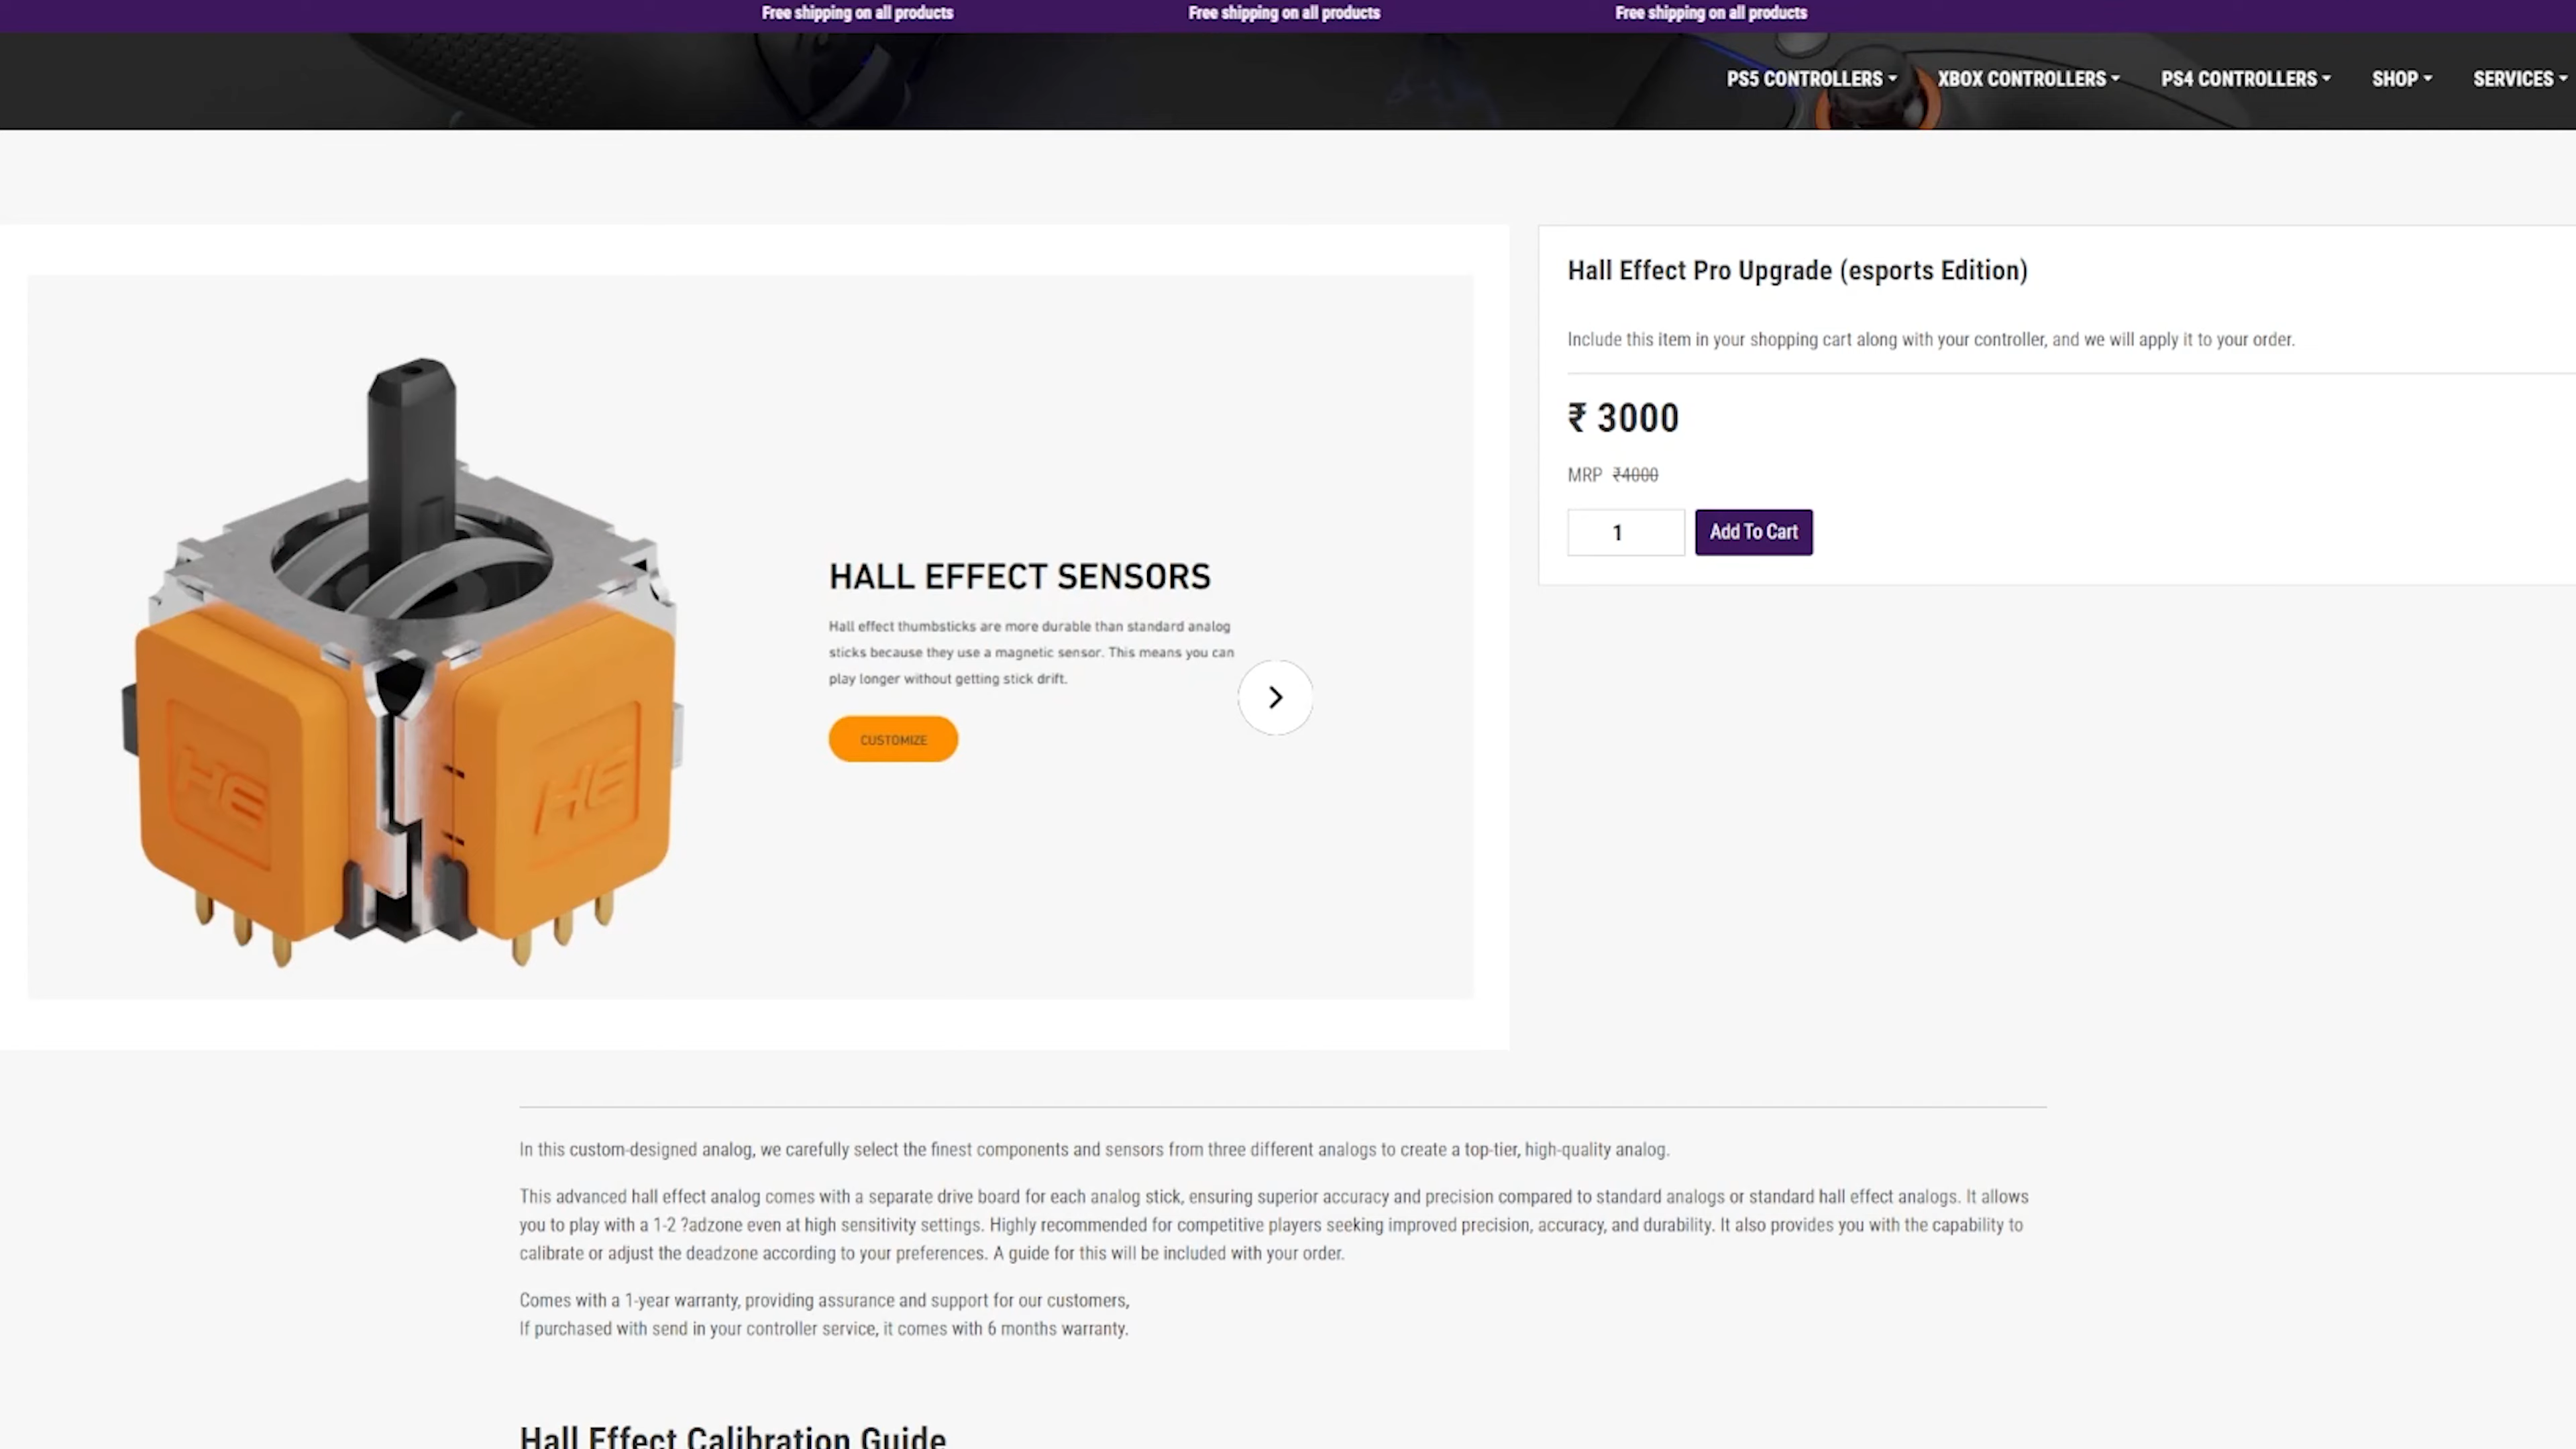 Free shipping on all products Free shipping on all products Free shipping on all products
PS5 CONTROLLERS XBOX CONTROLLERS PS4 CONTROLLERS SHOP SERVICES
Hall Effect Pro Upgrade (esports Edition)
Include this item in your shopping cart along with your controller, and we will apply it to your order.
₹ 3000
MRP ₹4000
1 Add To Cart
HALL EFFECT SENSORS
Hall effect thumbsticks are more durable than standard analog
sticks because they use a magnetic sensor. This means you can
play longer without getting stick drift.
CUSTOMIZE
HE HE
In this custom-designed analog, we carefully select the finest components and sensors from three different analogs to create a top-tier, high-quality analog.
This advanced hall effect analog comes with a separate drive board for each analog stick, ensuring superior accuracy and precision compared to standard analogs or standard hall effect analogs. It allows
you to play with a 1-2 ?adzone even at high sensitivity settings. Highly recommended for competitive players seeking improved precision, accuracy, and durability. It also provides you with the capability to
calibrate or adjust the deadzone according to your preferences. A guide for this will be included with your order.
Comes with a 1-year warranty, providing assurance and support for our customers,
If purchased with send in your controller service, it comes with 6 months warranty.
Hall Effect Calibration Guide